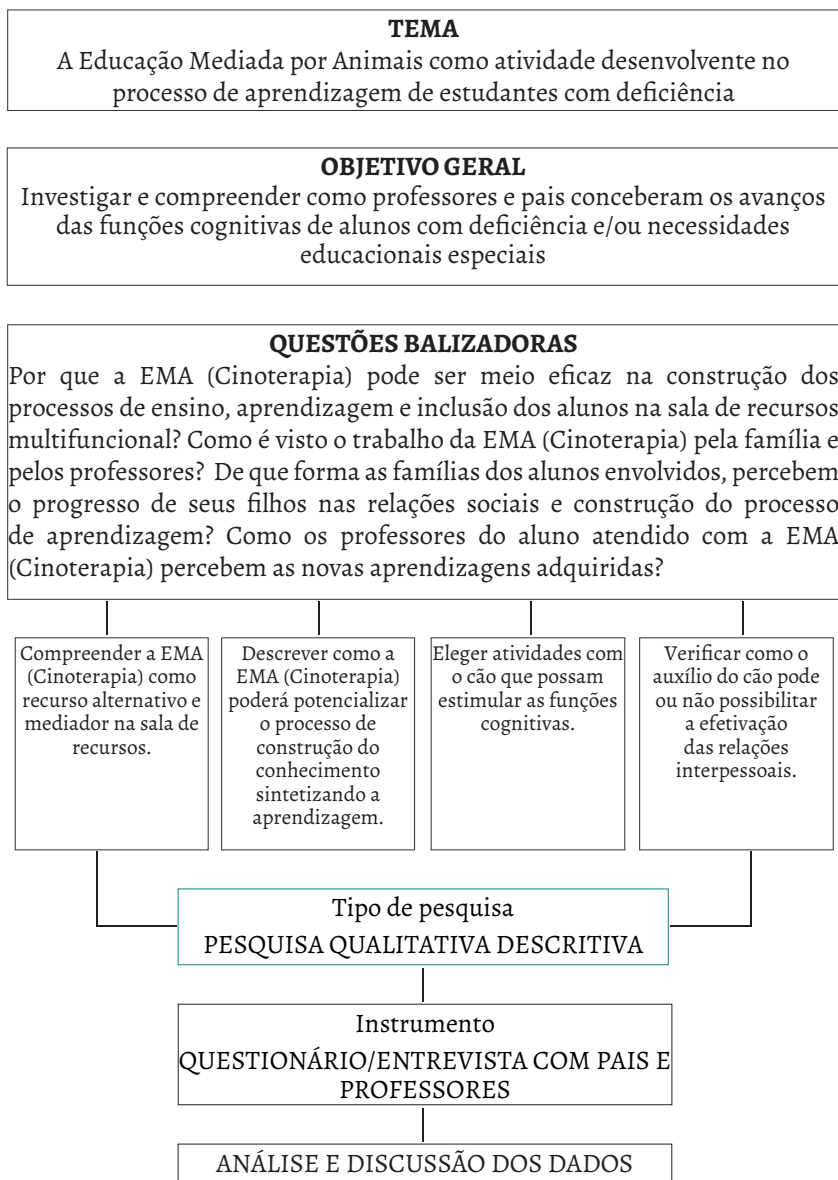 TEMA
A Educação Mediada por Animais como atividade desenvolvente no
processo de aprendizagem de estudantes com deficiência
OBJETIVO GERAL
Investigar e compreender como professores e pais conceberam os avanços
das funções cognitivas de alunos com deficiência e/ou necessidades
educacionais especiais
QUESTÕES BALIZADORAS
Por que a EMA (Cinoterapia) pode ser meio eficaz na construção dos
processos de ensino, aprendizagem e inclusão dos alunos na sala de recursos
multifuncional? Como é visto o trabalho da EMA (Cinoterapia) pela família e
pelos professores? De que forma as famílias dos alunos envolvidos, percebem
o progresso de seus filhos nas relações sociais e construção do processo
de aprendizagem? Como os professores do aluno atendido com a EMA
(Cinoterapia) percebem as novas aprendizagens adquiridas?
Compreender a EMA
(Cinoterapia) como
recurso alternativo e
mediador na sala de
recursos.
Descrever como a
EMA (Cinoterapia)
poderá potencializar
o processo de
construção do
conhecimento
sintetizando a
aprendizagem.
Eleger atividades com
o cão que possam
estimular as funções
cognitivas.
Verificar como o
auxílio do cão pode
ou não possibilitar
a efetivação
das relações
interpessoais.
Tipo de pesquisa
PESQUISA QUALITATIVA DESCRITIVA
Instrumento
QUESTIONÁRIO/ENTREVISTA COM PAIS E
PROFESSORES
ANÁLISE E DISCUSSÃO DOS DADOS